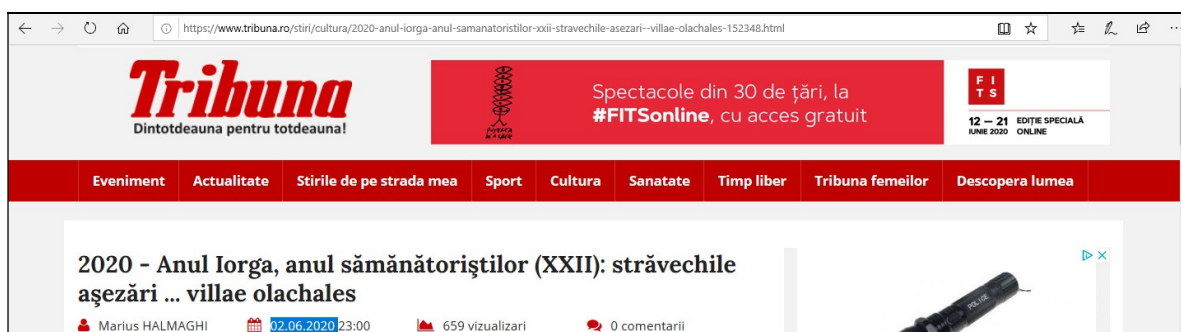 https://www.tribuna.ro/stiri/cultura/2020-anul-iorga-anul-samanatoristilor-xxii-stravechile-asezari--villae-olachales-152348.html
Tribuna
Dintotdeauna pentru totdeauna!
Spectacole din 30 de țări, la
#FITSonline, cu acces gratuit
F I
T S
12 — 21 EDIȚIE SPECIALĂ
IUNIE 2020 ONLINE
Eveniment Actualitate Stirile de pe strada mea Sport Cultura Sanatate Timp liber Tribuna femeilor Descopera lumea
2020 - Anul Iorga, anul sămănătoriștilor (XXII): străvechile
așezări ... villae olachales
Marius HALMAGHI 02.06.2020 23:00 659 vizualizari 0 comentarii
POLICE